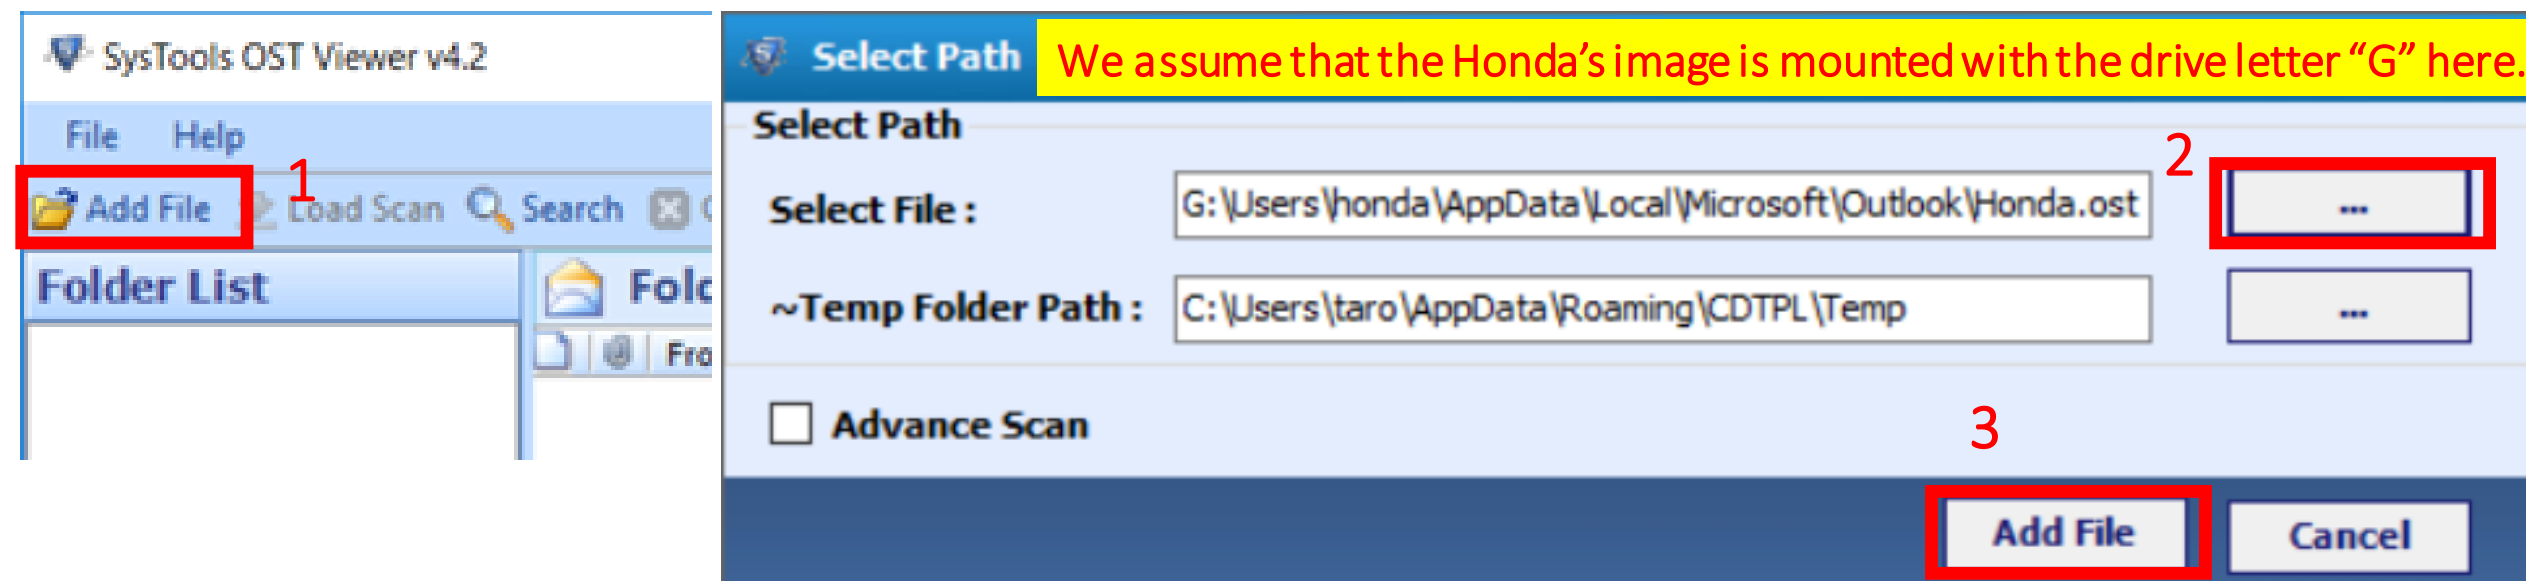 SysTools OST Viewer v4.2
File Help
1
Add File Load Scan Search
Folder List
Select Path
We assume that the Honda's image is mounted with the drive letter “G” here.
Select Path
2
Select File : G:\Users\honda\AppData\Local\Microsoft\Outlook\Honda.ost ...
~Temp Folder Path : C:\Users\taro\AppData\Roaming\CDTPL\Temp ...
Advance Scan
3
Add File Cancel